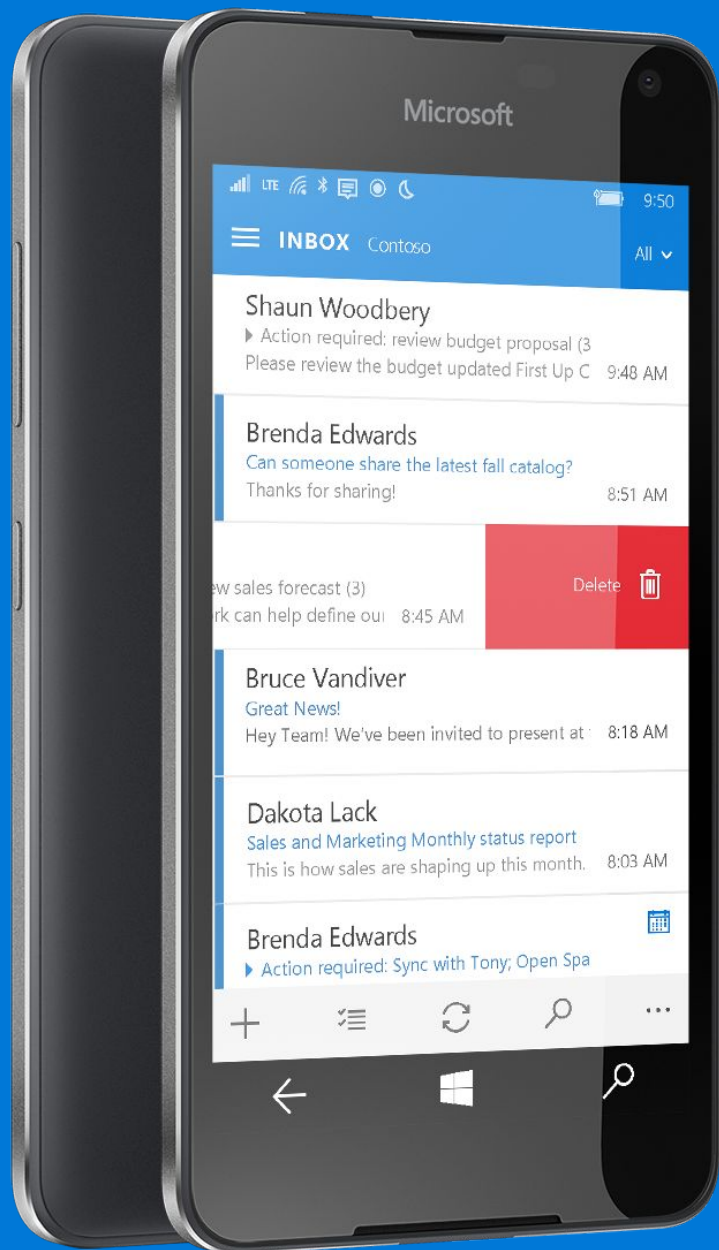 Microsoft
LTE 9:50
INBOX Contoso All
Shaun Woodbery
Action required: review budget proposal (3
Please review the budget updated First Up C 9:48 AM
Brenda Edwards
Can someone share the latest fall catalog?
Thanks for sharing! 8:51 AM
ew sales forecast (3) Delete
rk can help define our 8:45 AM
Bruce Vandiver
Great News!
Hey Team! We've been invited to present at 8:18 AM
Dakota Lack
Sales and Marketing Monthly status report
This is how sales are shaping up this month. 8:03 AM
Brenda Edwards
Action required: Sync with Tony; Open Spa